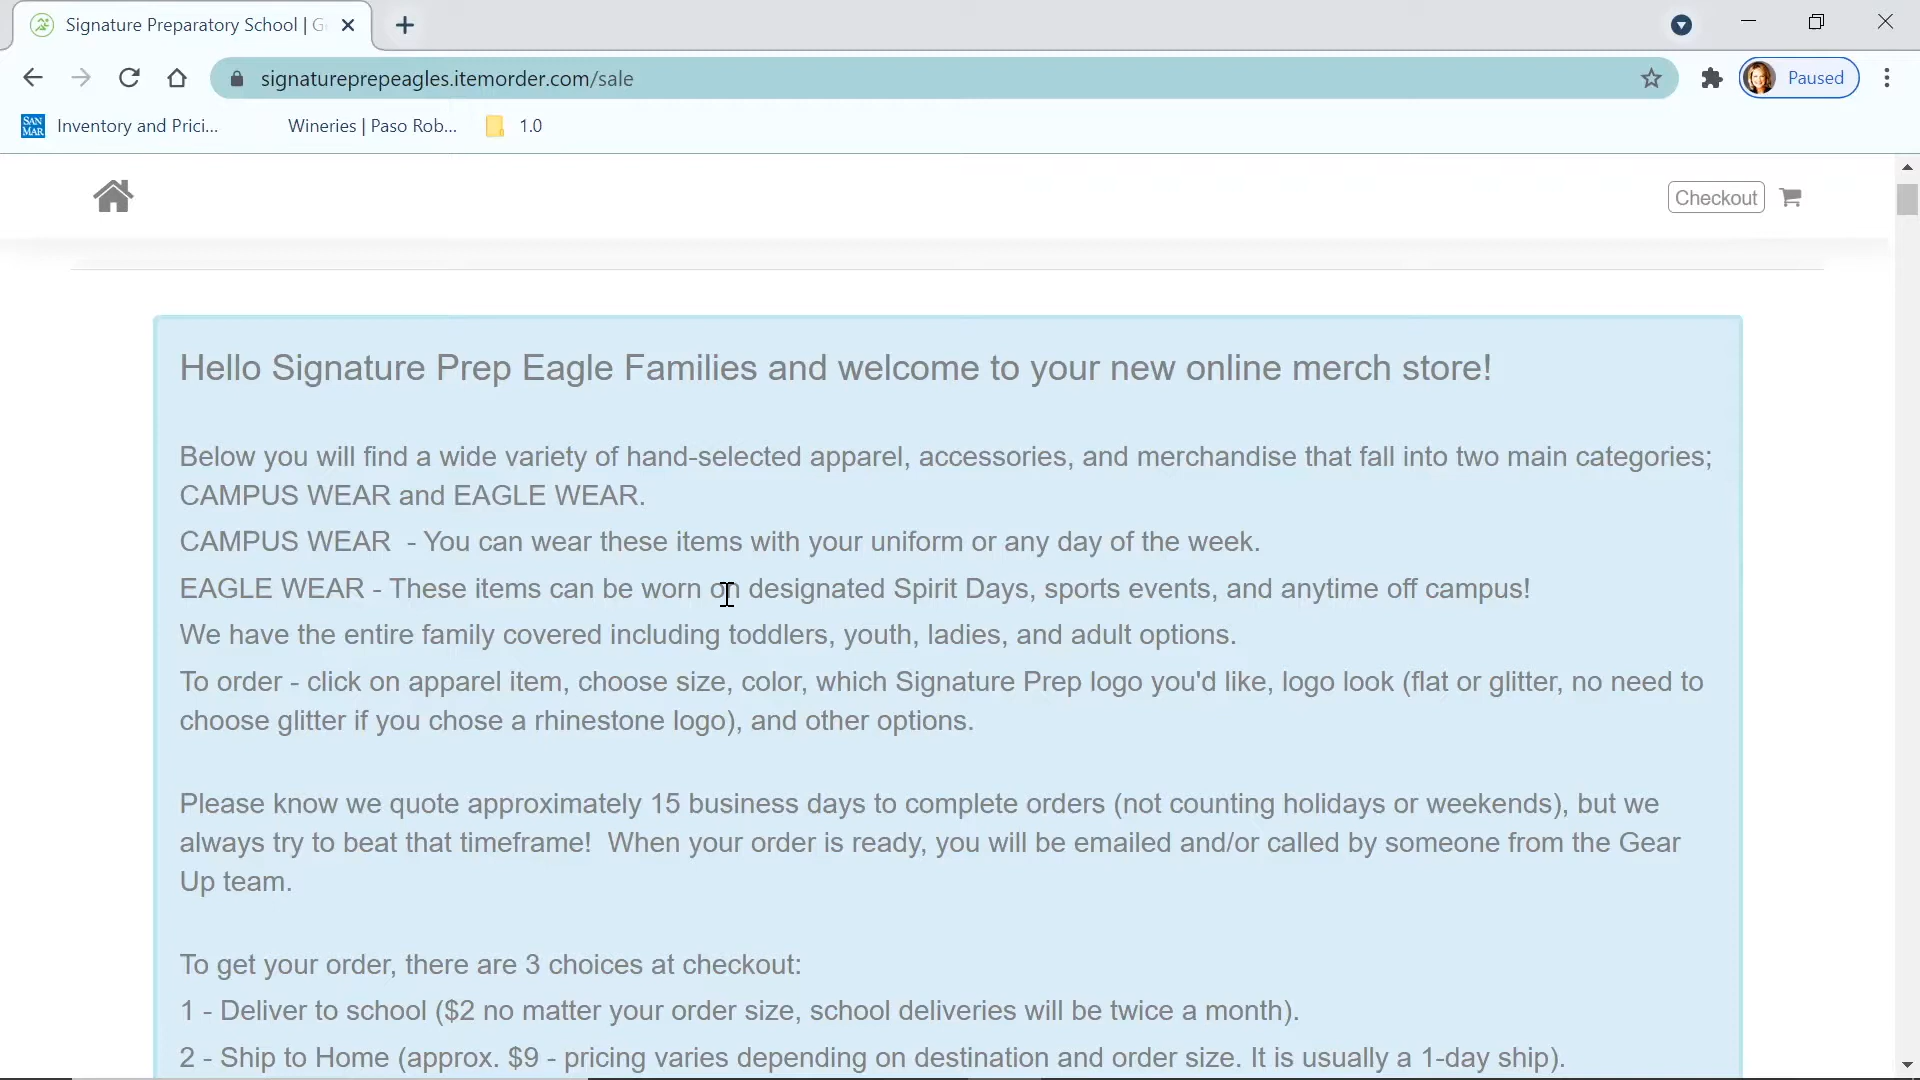 Signature Preparatory School | G
signatureprepeagles.itemorder.com/sale
Paused
SAN MAR
Inventory and Prici...
Wineries | Paso Rob...
1.0
Checkout
Hello Signature Prep Eagle Families and welcome to your new online merch store!
Below you will find a wide variety of hand-selected apparel, accessories, and merchandise that fall into two main categories;
CAMPUS WEAR and EAGLE WEAR.
CAMPUS WEAR  - You can wear these items with your uniform or any day of the week.
EAGLE WEAR - These items can be worn on designated Spirit Days, sports events, and anytime off campus!
We have the entire family covered including toddlers, youth, ladies, and adult options.
To order - click on apparel item, choose size, color, which Signature Prep logo you'd like, logo look (flat or glitter, no need to
choose glitter if you chose a rhinestone logo), and other options.
Please know we quote approximately 15 business days to complete orders (not counting holidays or weekends), but we
always try to beat that timeframe!  When your order is ready, you will be emailed and/or called by someone from the Gear
Up team.
To get your order, there are 3 choices at checkout:
1 - Deliver to school ($2 no matter your order size, school deliveries will be twice a month).
2 - Ship to Home (approx. $9 - pricing varies depending on destination and order size. It is usually a 1-day ship).